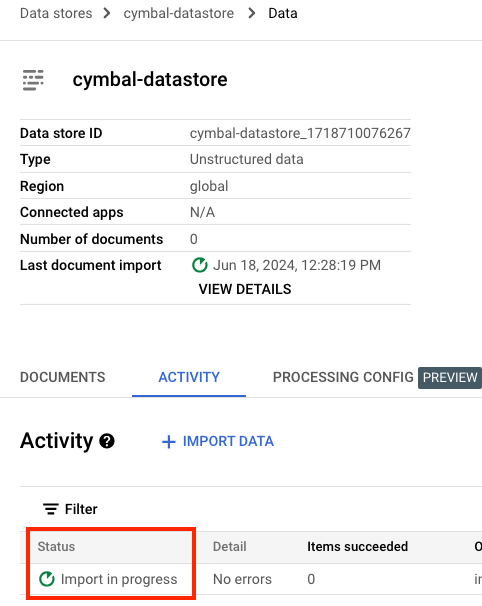 Data stores > cymbal-datastore > Data
cymbal-datastore
Data store ID cymbal-datastore_1718710076267
Type Unstructured data
Region global
Connected apps N/A
Number of documents 0
Last document import Jun 18, 2024, 12:28:19 PM
VIEW DETAILS
DOCUMENTS ACTIVITY PROCESSING CONFIG PREVIEW
Activity ? + IMPORT DATA
Filter
Status Detail Items succeeded
Import in progress No errors 0